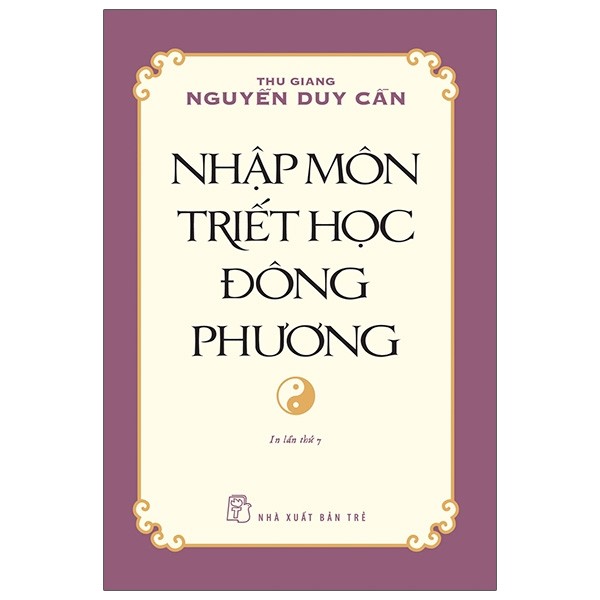 THU GIANG
NGUYỄN DUY CẦN
NHẬP MÔN
TRIẾT HỌC
ĐÔNG
PHƯƠNG
In lần thứ 7
NHÀ XUẤT BẢN TRẺ